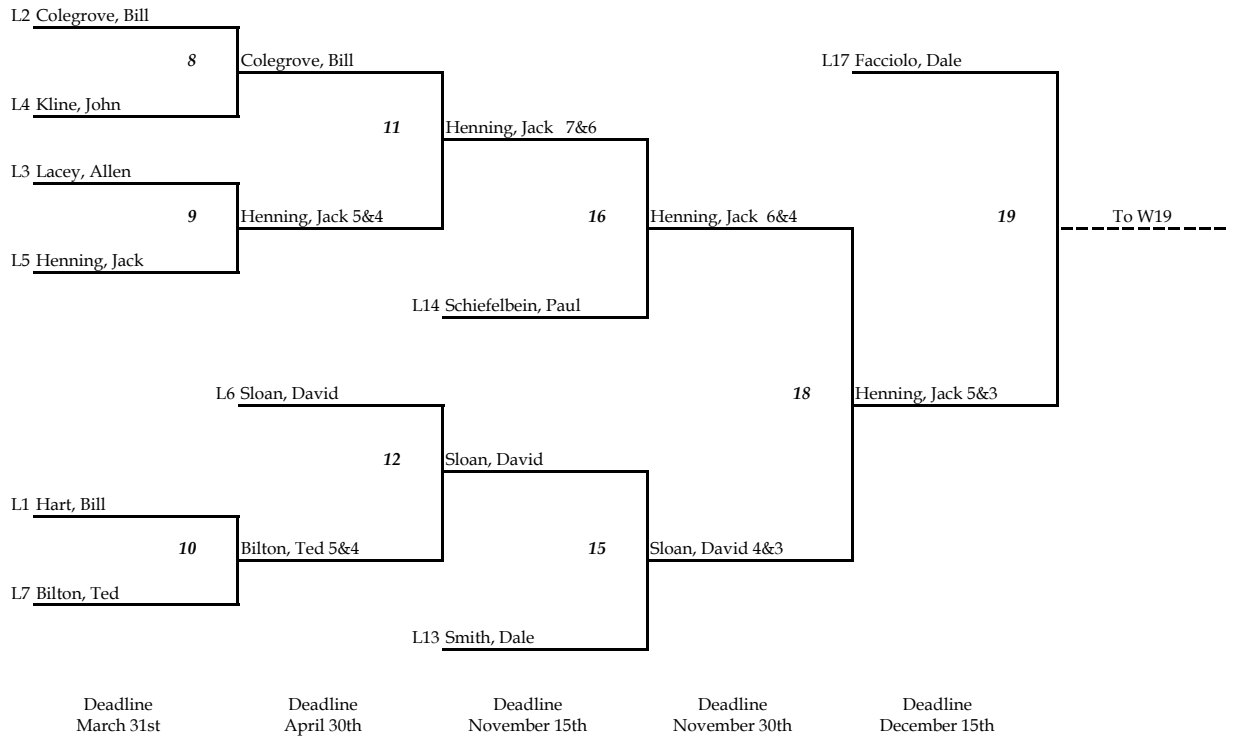 L2 Colegrove, Bill
8
Colegrove, Bill
L17 Facciolo, Dale
L4 Kline, John
11
Henning, Jack 7&6
L3 Lacey, Allen
9
Henning, Jack 5&4
16
Henning, Jack 6&4
19
To W19
L5 Henning, Jack
L14 Schiefelbein, Paul
L6 Sloan, David
18
Henning, Jack 5&3
12
Sloan, David
L1 Hart, Bill
10
Bilton, Ted 5&4
15
Sloan, David 4&3
L7 Bilton, Ted
L13 Smith, Dale
Deadline
March 31st
Deadline
April 30th
Deadline
November 15th
Deadline
November 30th
Deadline
December 15th